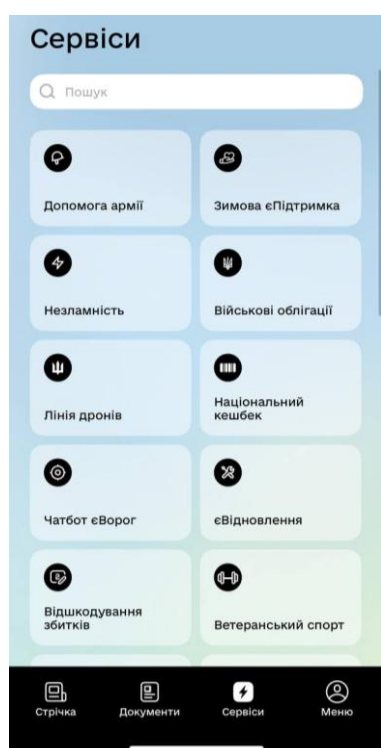 Сервіси
Пошук
Допомога армії
Зимова єПідтримка
Незламність
Військові облігації
Лінія дронів
Національний
кешбек
Чатбот єВорог
єВідновлення
Відшкодування
збитків
Ветеранський спорт
Стрічка
Документи
Сервіси
Меню